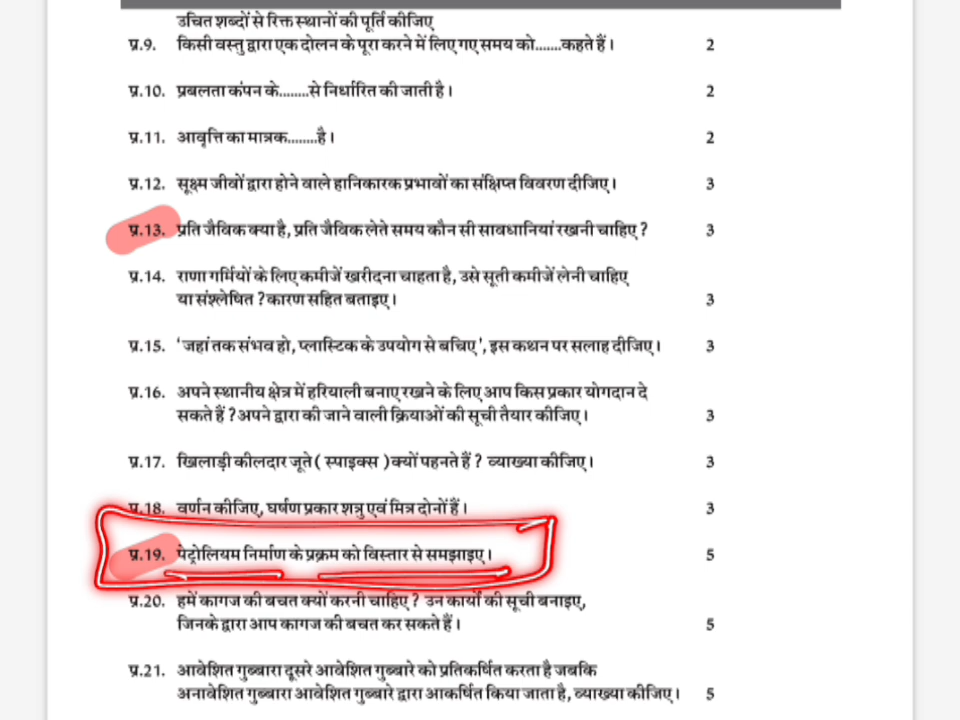 उचित शब्दों से रिक्त स्थानों की पूर्ति कीजिए
प्र.9. किसी वस्तु द्वारा एक दोलन के पूरा करने में लिए गए समय को.......कहते हैं। 2
प्र.10. प्रबलता कंपन के........से निर्धारित की जाती है। 2
प्र.11. आवृत्ति का मात्रक........है। 2
प्र.12. सूक्ष्म जीवों द्वारा होने वाले हानिकारक प्रभावों का संक्षिप्त विवरण दीजिए। 3
प्र.13. प्रति जैविक क्या है, प्रति जैविक लेते समय कौन सी सावधानियां रखनी चाहिए ? 3
प्र.14. राणा गर्मियों के लिए कमीजें खरीदना चाहता है, उसे सूती कमीजें लेनी चाहिए
या संश्लेषित ? कारण सहित बताइए। 3
प्र.15. 'जहां तक संभव हो, प्लास्टिक के उपयोग से बचिए', इस कथन पर सलाह दीजिए। 3
प्र.16. अपने स्थानीय क्षेत्र में हरियाली बनाए रखने के लिए आप किस प्रकार योगदान दे
सकते हैं ? अपने द्वारा की जाने वाली क्रियाओं की सूची तैयार कीजिए। 3
प्र.17. खिलाड़ी कीलदार जूते ( स्पाइक्स ) क्यों पहनते हैं ? व्याख्या कीजिए। 3
प्र.18. वर्णन कीजिए, घर्षण प्रकार शत्रु एवं मित्र दोनों हैं। 3
प्र.19. पेट्रोलियम निर्माण के प्रक्रम को विस्तार से समझाइए। 5
प्र.20. हमें कागज की बचत क्यों करनी चाहिए ? उन कार्यों की सूची बनाइए,
जिनके द्वारा आप कागज की बचत कर सकते हैं। 5
प्र.21. आवेशित गुब्बारा दूसरे आवेशित गुब्बारे को प्रतिकर्षित करता है जबकि
अनावेशित गुब्बारा आवेशित गुब्बारे द्वारा आकर्षित किया जाता है, व्याख्या कीजिए। 5